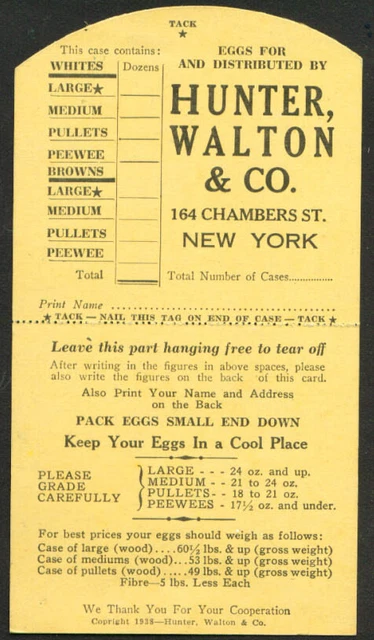 TACK
★
This case contains:
WHITES Dozens
LARGE★
MEDIUM
PULLETS
PEEWEE
BROWNS
LARGE★
MEDIUM
PULLETS
PEEWEE
Total
EGGS FOR
AND DISTRIBUTED BY
HUNTER,
WALTON
& CO.
164 CHAMBERS ST.
NEW YORK
Total Number of Cases...............
Print Name ........................................
★ TACK — NAIL THIS TAG ON END OF CASE — TACK ★
Leave this part hanging free to tear off
After writing in the figures in above spaces, please
also write the figures on the back of this card.
Also Print Your Name and Address
on the Back
PACK EGGS SMALL END DOWN
Keep Your Eggs In a Cool Place
PLEASE
GRADE
CAREFULLY
LARGE - - - 24 oz. and up.
MEDIUM - - 21 to 24 oz.
PULLETS - - 18 to 21 oz.
PEEWEES - 17½ oz. and under.
For best prices your eggs should weigh as follows:
Case of large (wood)....60½ lbs. & up (gross weight)
Case of mediums (wood)...53 lbs. & up (gross weight)
Case of pullets (wood).....49 lbs. & up (gross weight)
Fibre—5 lbs. Less Each
We Thank You For Your Cooperation
Copright 1938—Hunter, Walton & Co.